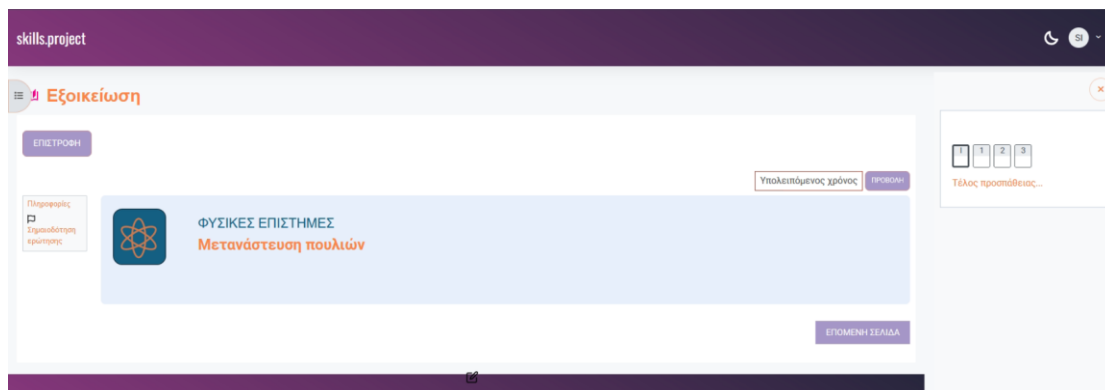 skills.project
SI
Εξοικείωση
ΕΠΙΣΤΡΟΦΗ
Υπολειπόμενος χρόνος ΠΡΟΒΟΛΗ
Πληροφορίες
Σημαιοδότηση
ερώτησης
ΦΥΣΙΚΕΣ ΕΠΙΣΤΗΜΕΣ
Μετανάστευση πουλιών
ΕΠΟΜΕΝΗ ΣΕΛΙΔΑ
i 1 2 3
Τέλος προσπάθειας...